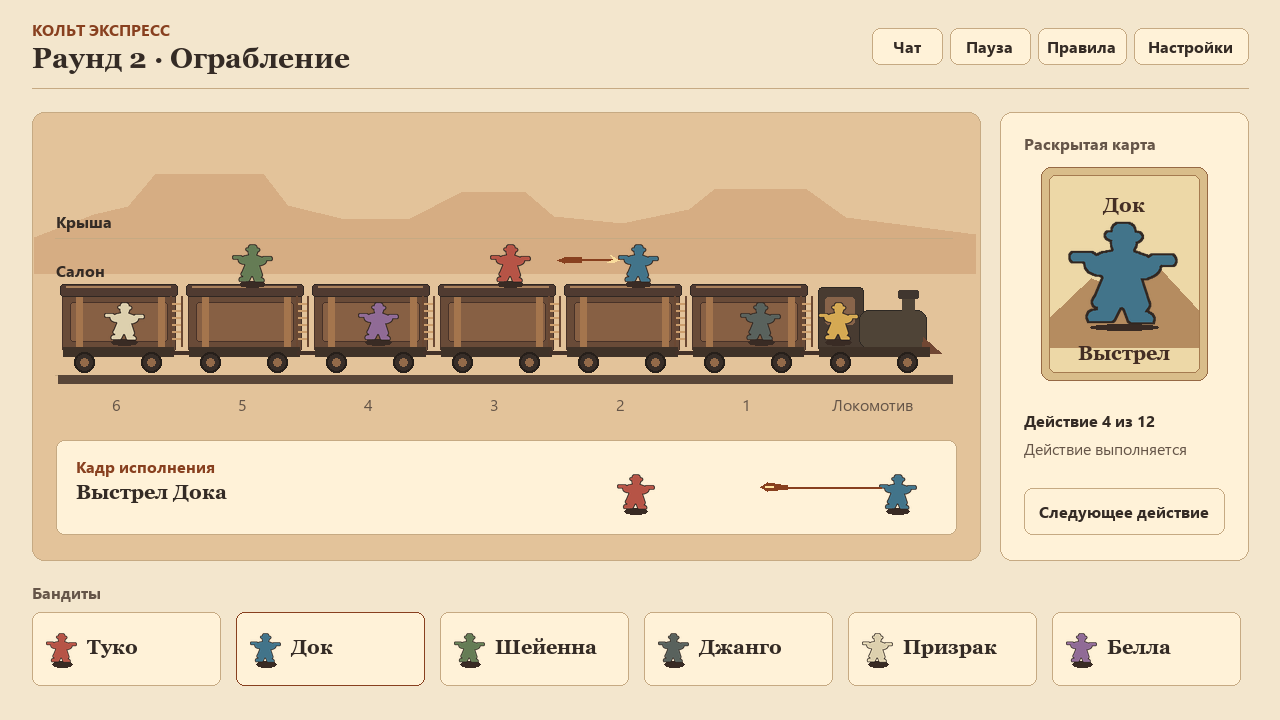 КОЛЬТ ЭКСПРЕСС
Раунд 2 · Ограбление
Чат
Пауза
Правила
Настройки
Крыша
Салон
6
5
4
3
2
1
Локомотив
Кадр исполнения
Выстрел Дока
Раскрытая карта
Док
Выстрел
Действие 4 из 12
Действие выполняется
Следующее действие
Бандиты
Туко
Док
Шейенна
Джанго
Призрак
Белла